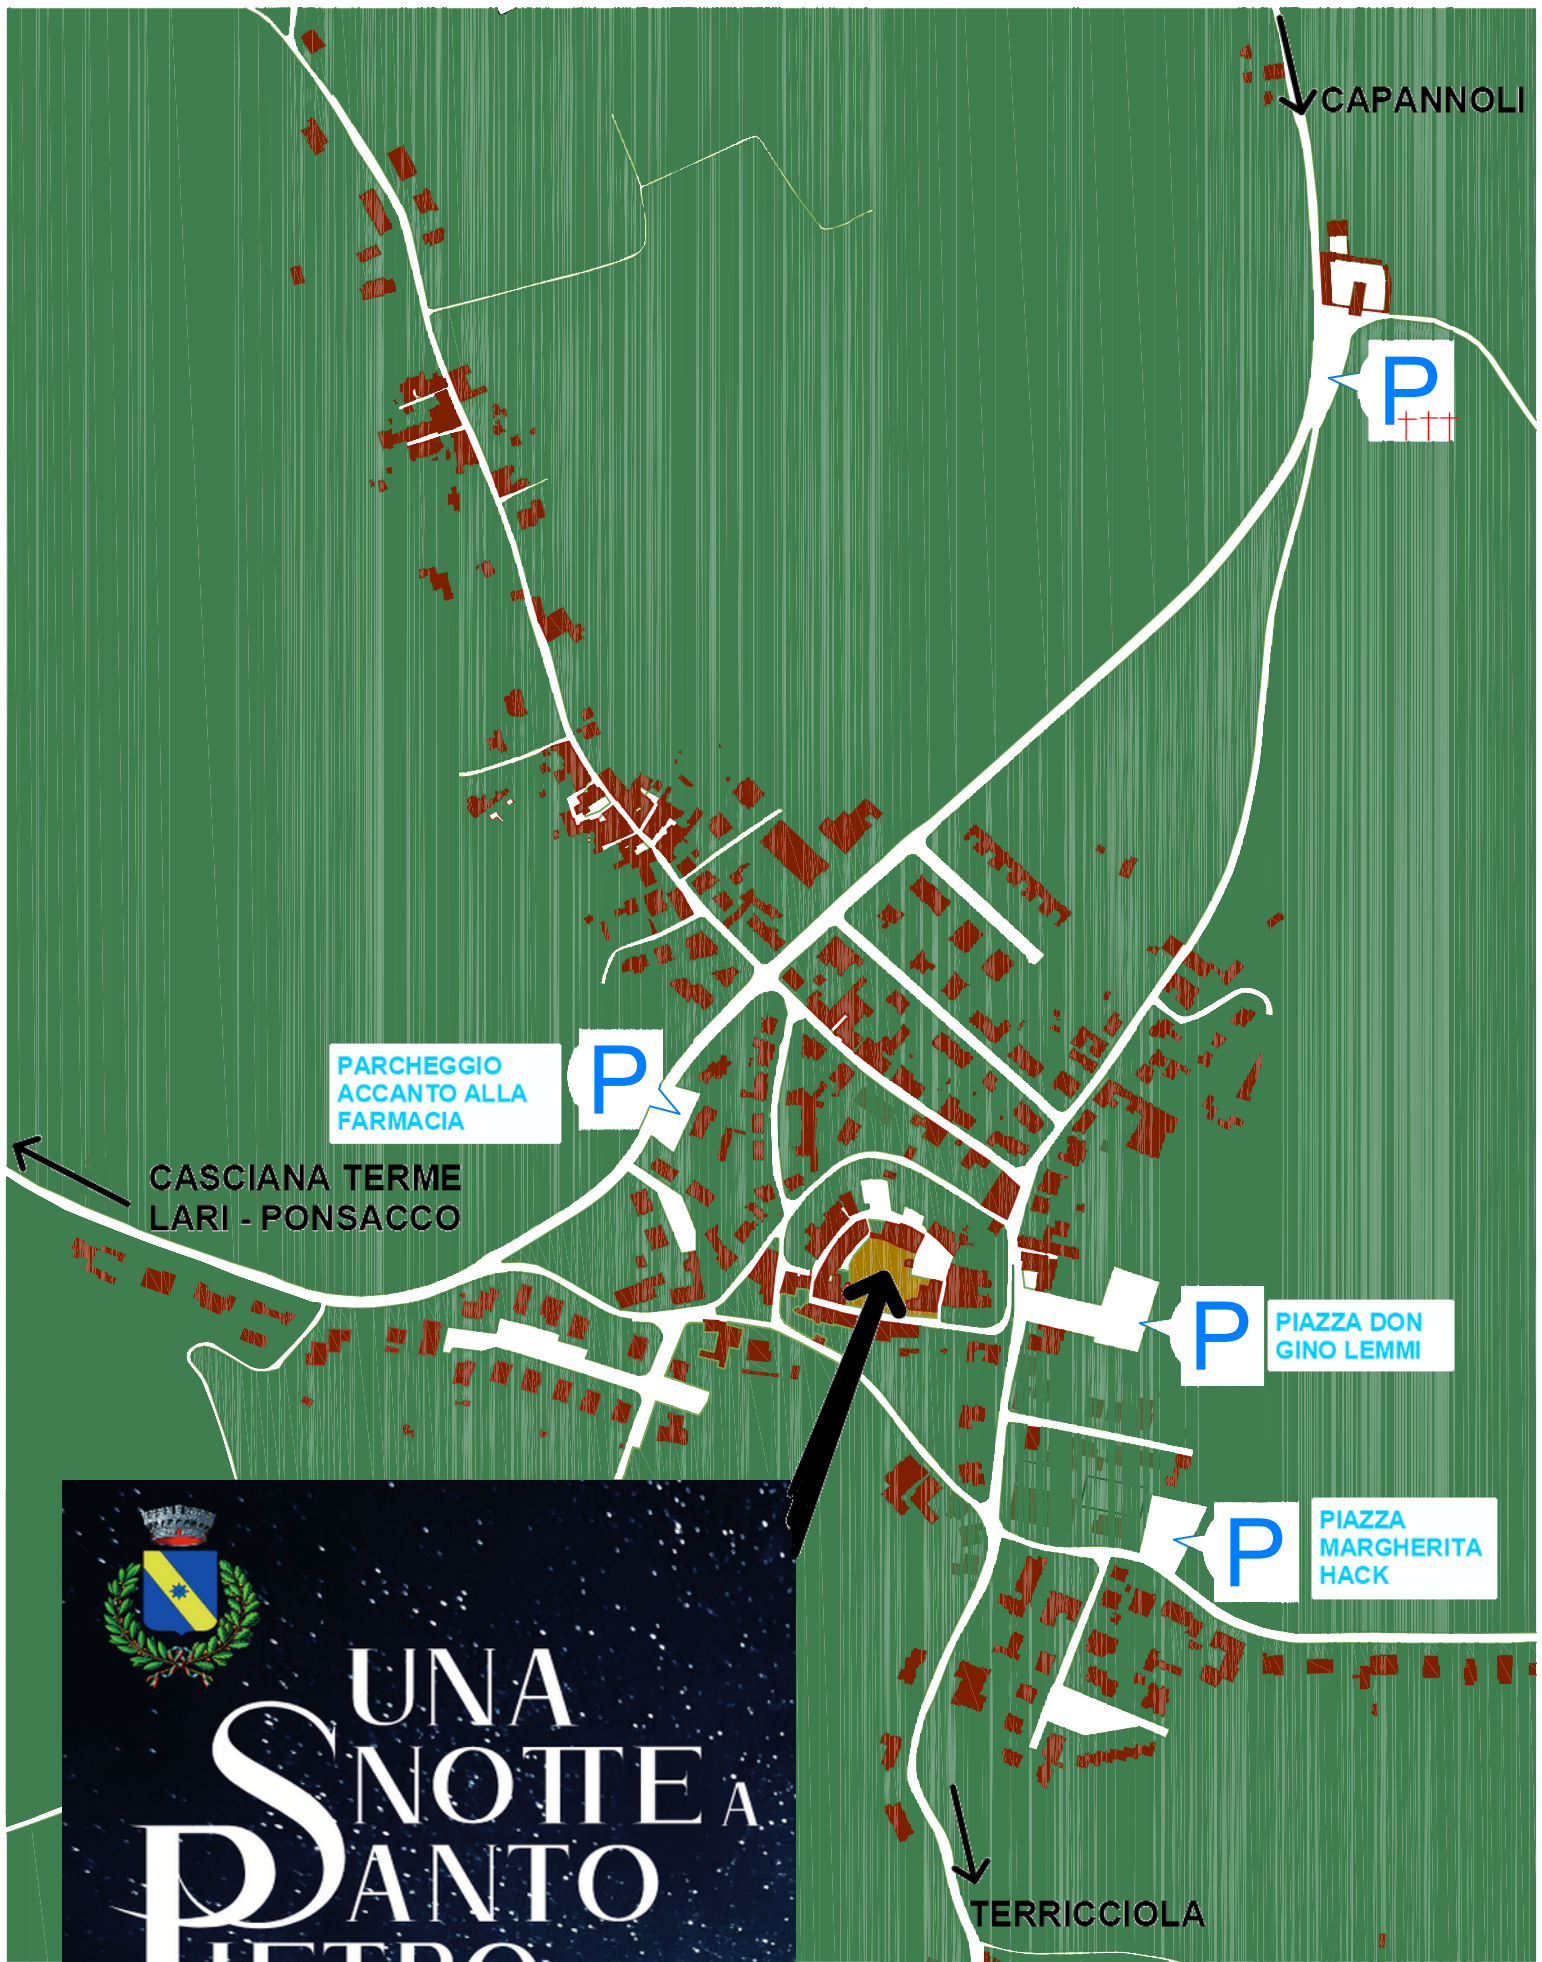 CAPANNOLI
P
P
PARCHEGGIO
ACCANTO ALLA
FARMACIA
CASCIANA TERME
LARI - PONSACCO
P
PIAZZA DON
GINO LEMMI
P
PIAZZA
MARGHERITA
HACK
UNA
NOTTE A
SANTO
PIETRO
TERRICCIOLA